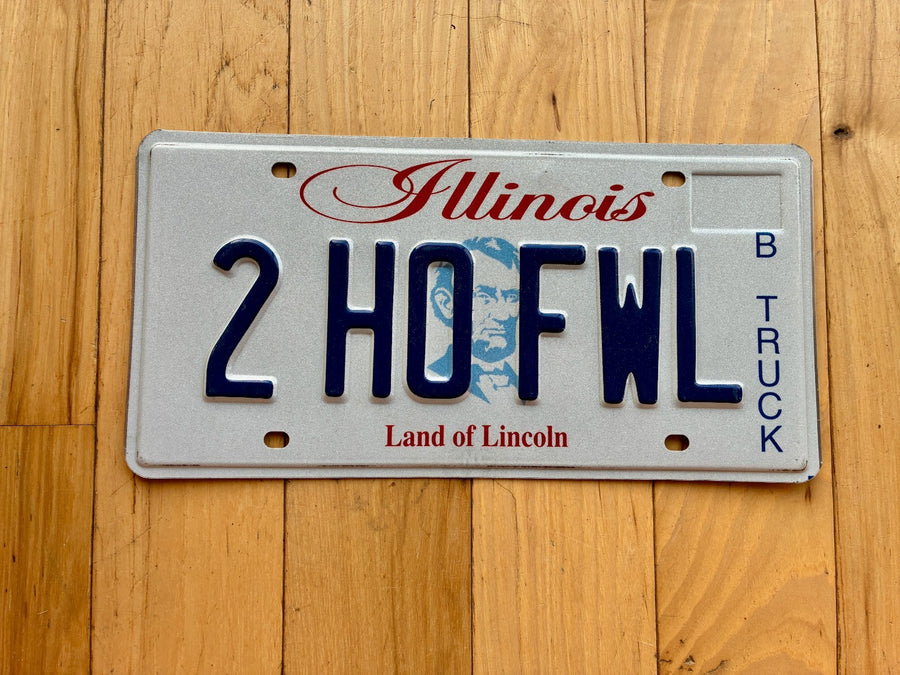 Illinois
2 HOFWL
B TRUCK
Land of Lincoln